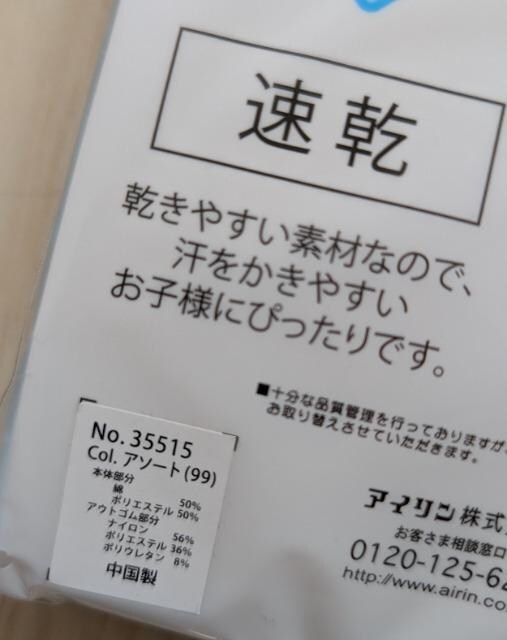 速乾
乾きやすい素材なので、
汗をかきやすい
お子様にぴったりです。
■十分な品質管理を行っておりますが
お取り替えさせていただきます。
No. 35515
Col. アソート(99)
本体部分
綿 50%
ポリエステル 50%
アウトゴム部分
ナイロン 56%
ポリエステル 36%
ポリウレタン 8%
中国製
アイリン株式
お客さま相談窓口
0120-125-62
http://www.airin.co